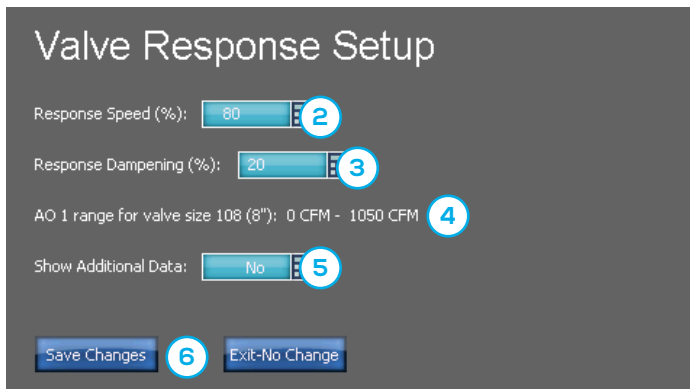 Valve Response Setup
Response Speed (%): 80 2
Response Dampening (%): 20 3
AO 1 range for valve size 108 (8"): 0 CFM - 1050 CFM 4
Show Additional Data: No 5
Save Changes 6 Exit-No Change